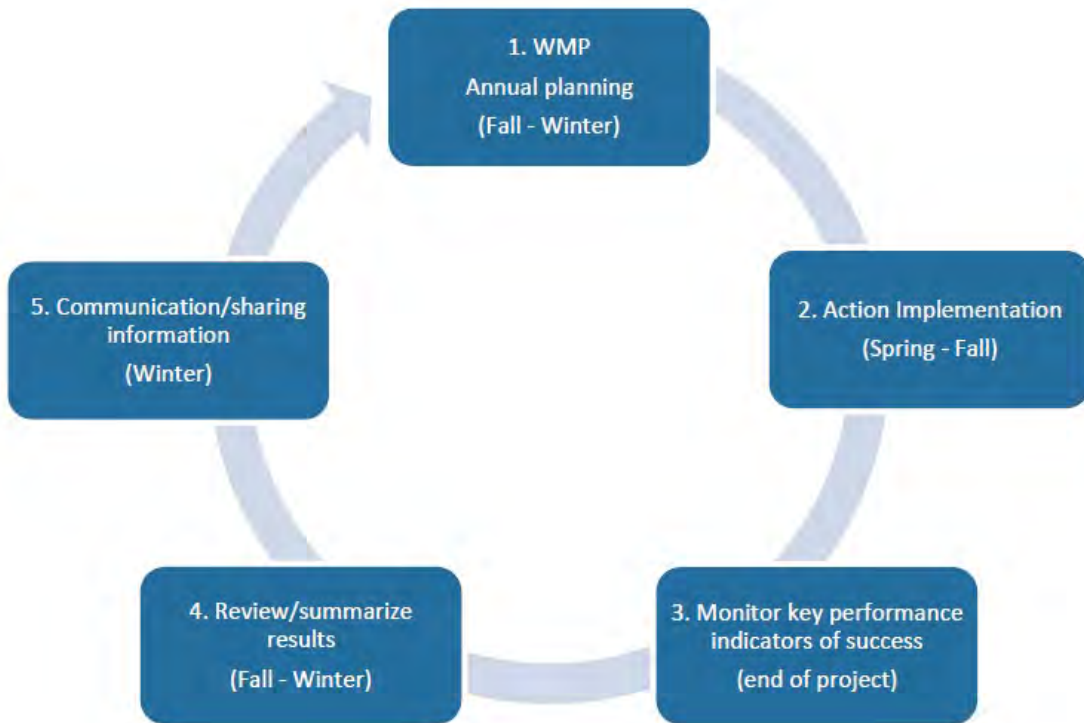 1. WMP
Annual planning
(Fall - Winter)
2. Action Implementation
(Spring - Fall)
3. Monitor key performance
indicators of success
(end of project)
4. Review/summarize
results
(Fall - Winter)
5. Communication/sharing
information
(Winter)